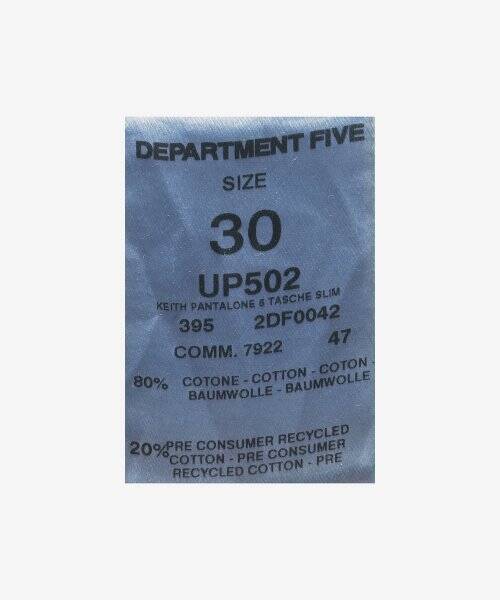 DEPARTMENT FIVE
SIZE
30
UP502
KEITH PANTALONE 5 TASCHE SLIM
395 2DF0042
COMM. 7922 47
80% COTONE - COTTON - COTON -
BAUMWOLLE - BAUMWOLLE
20% PRE CONSUMER RECYCLED
COTTON - PRE CONSUMER
RECYCLED COTTON - PRE